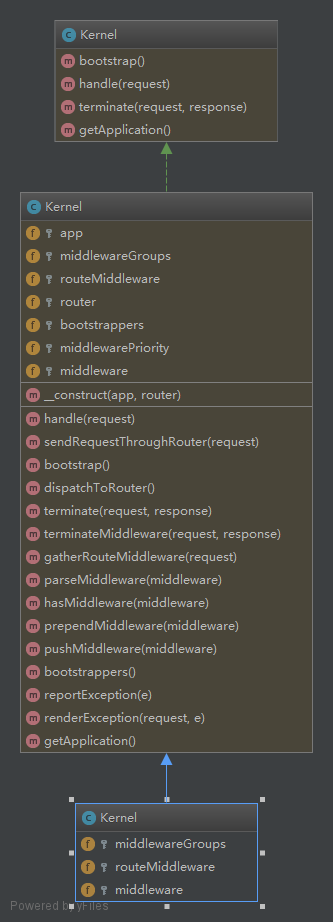 Kernel
bootstrap()
handle(request)
terminate(request, response)
getApplication()
Kernel
app
middlewareGroups
routeMiddleware
router
bootstrappers
middlewarePriority
middleware
__construct(app, router)
handle(request)
sendRequestThroughRouter(request)
bootstrap()
dispatchToRouter()
terminate(request, response)
terminateMiddleware(request, response)
gatherRouteMiddleware(request)
parseMiddleware(middleware)
hasMiddleware(middleware)
prependMiddleware(middleware)
pushMiddleware(middleware)
bootstrappers()
reportException(e)
renderException(request, e)
getApplication()
Kernel
middlewareGroups
routeMiddleware
middleware
Powered by yFiles